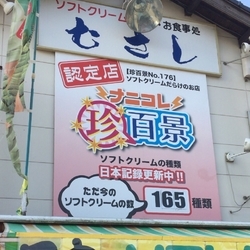 ソフトクリーム
お食事処
むさし
認定店
【珍百景No.176】
ソフトクリームだらけのお店
ナニコレ
珍百景
ソフトクリームの種類
日本記録更新中!!
ただ今の
ソフトクリームの数
165種類